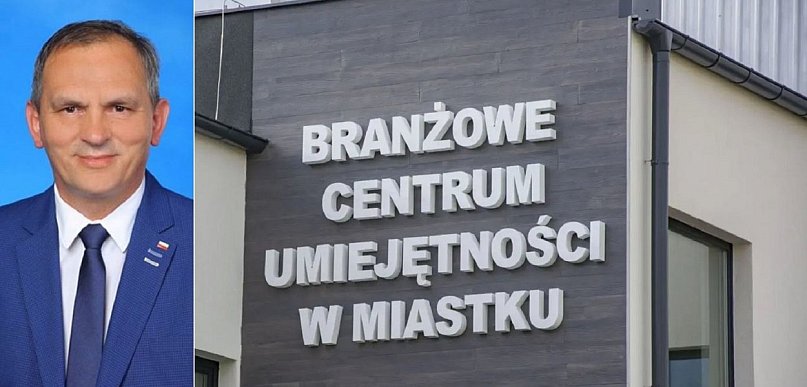 BRANŻOWE
CENTRUM
UMIEJĘTNOŚCI
W MIASTKU